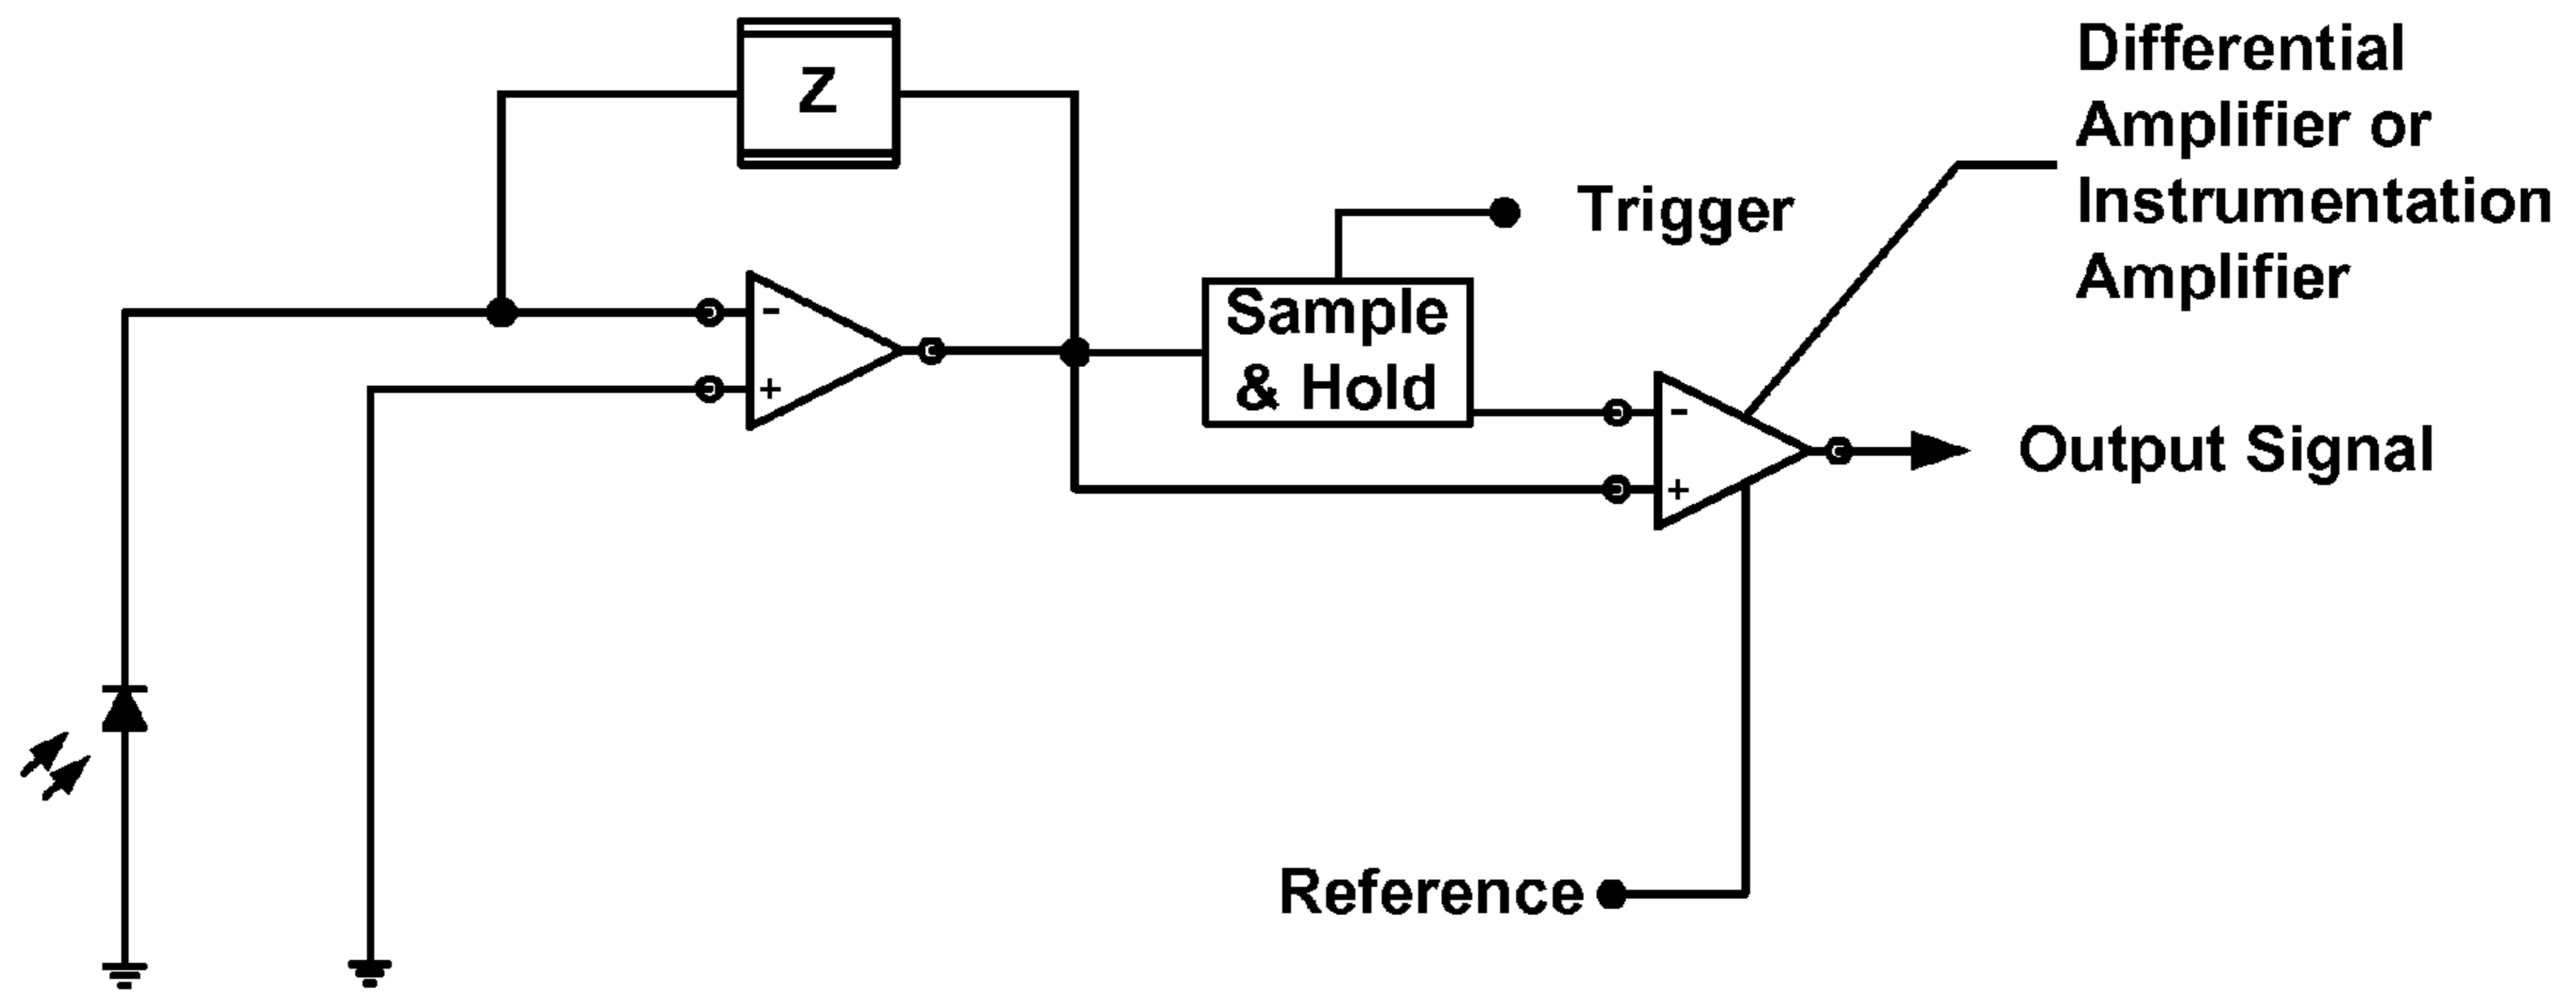 Z
Differential
Amplifier or
Instrumentation
Amplifier
Trigger
Sample
& Hold
-
+
-
+
Output Signal
Reference